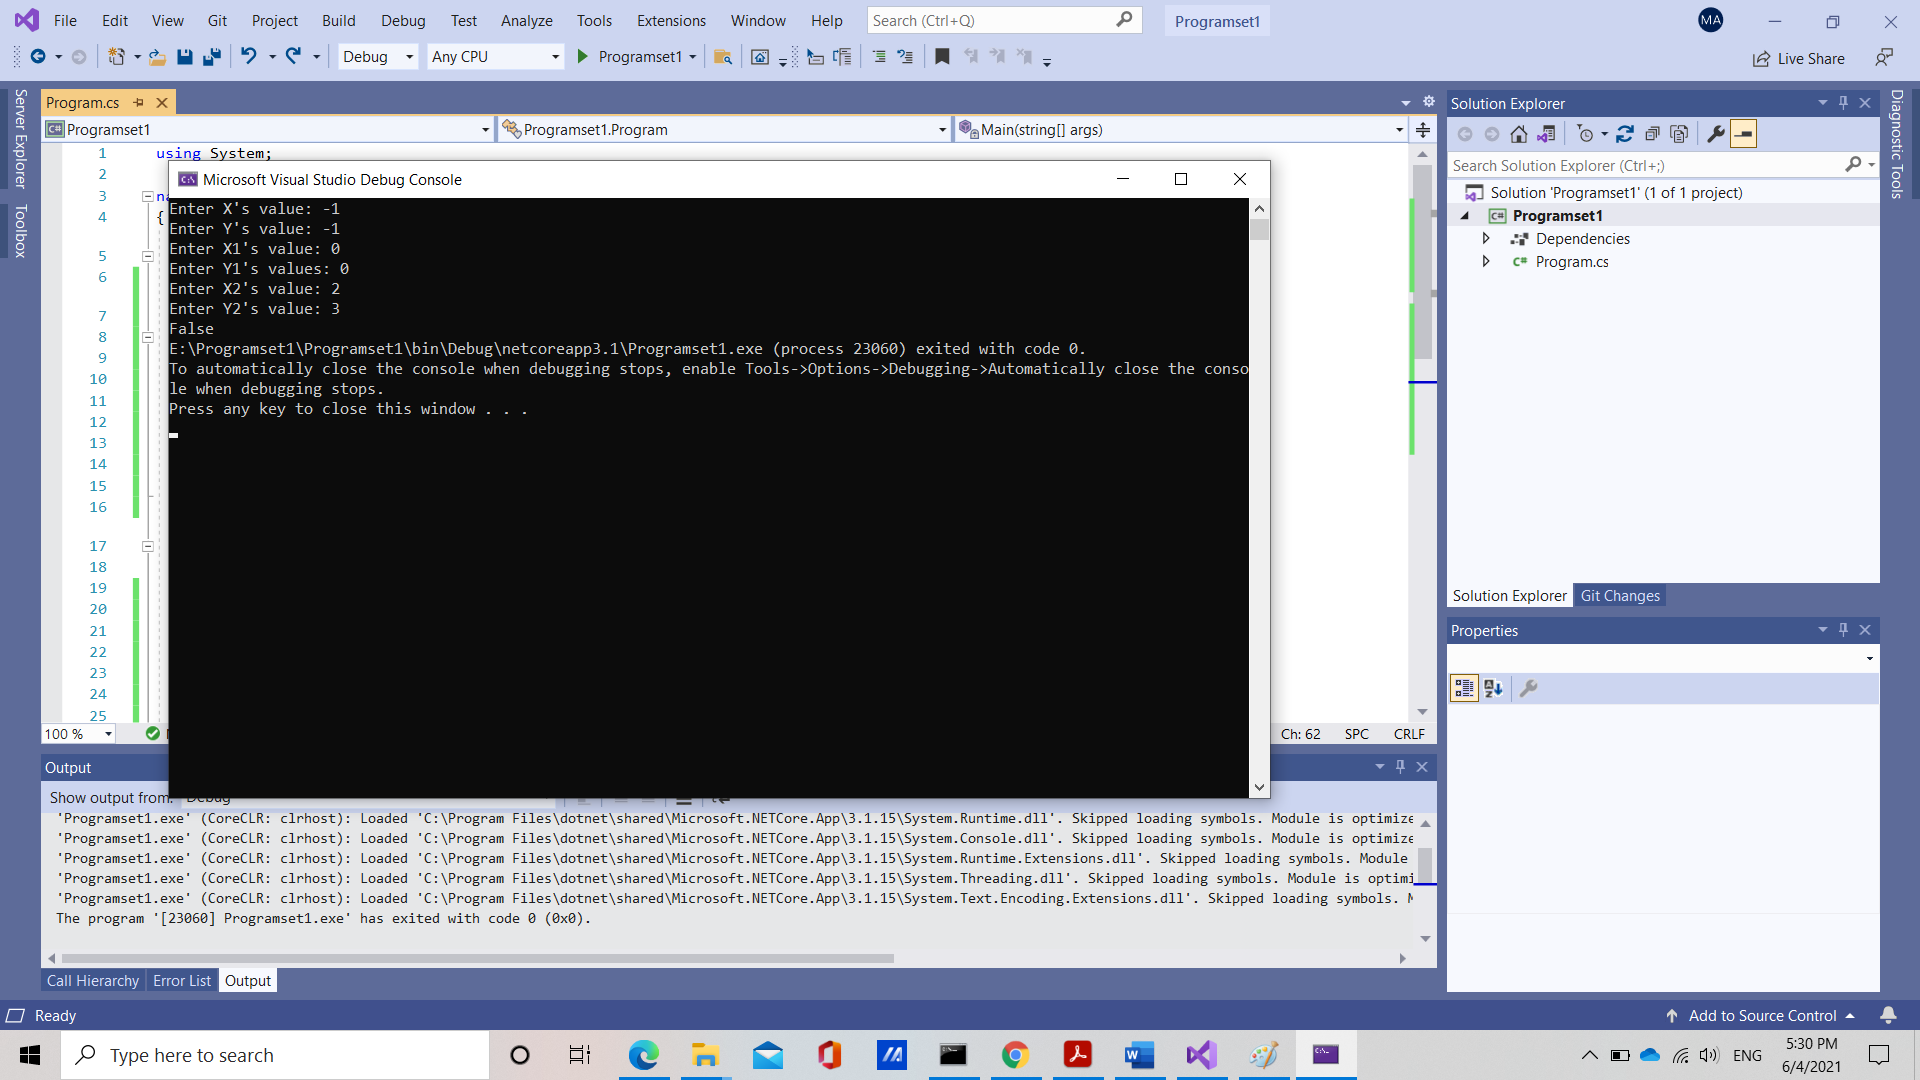 File Edit View Git Project Build Debug Test Analyze Tools Extensions Window Help Search (Ctrl+Q) Programset1 MA
Debug Any CPU Programset1 Live Share
Server Explorer
Toolbox
Program.cs
Programset1 Programset1.Program Main(string[] args)
1 using System;
2
3
4 {
5
6
7
8
9
10
11
12
13
14
15
16
17
18
19
20
21
22
23
24
25
Microsoft Visual Studio Debug Console
Enter X's value: -1
Enter Y's value: -1
Enter X1's value: 0
Enter Y1's values: 0
Enter X2's value: 2
Enter Y2's value: 3
False
E:\Programset1\Programset1\bin\Debug\netcoreapp3.1\Programset1.exe (process 23060) exited with code 0.
To automatically close the console when debugging stops, enable Tools->Options->Debugging->Automatically close the conso
le when debugging stops.
Press any key to close this window . . .
100 % Ch: 62 SPC CRLF
Output
Show output from: Debug
'Programset1.exe' (CoreCLR: clrhost): Loaded 'C:\Program Files\dotnet\shared\Microsoft.NETCore.App\3.1.15\System.Runtime.dll'. Skipped loading symbols. Module is optimize
'Programset1.exe' (CoreCLR: clrhost): Loaded 'C:\Program Files\dotnet\shared\Microsoft.NETCore.App\3.1.15\System.Console.dll'. Skipped loading symbols. Module is optimize
'Programset1.exe' (CoreCLR: clrhost): Loaded 'C:\Program Files\dotnet\shared\Microsoft.NETCore.App\3.1.15\System.Runtime.Extensions.dll'. Skipped loading symbols. Module
'Programset1.exe' (CoreCLR: clrhost): Loaded 'C:\Program Files\dotnet\shared\Microsoft.NETCore.App\3.1.15\System.Threading.dll'. Skipped loading symbols. Module is optimi
'Programset1.exe' (CoreCLR: clrhost): Loaded 'C:\Program Files\dotnet\shared\Microsoft.NETCore.App\3.1.15\System.Text.Encoding.Extensions.dll'. Skipped loading symbols.
The program '[23060] Programset1.exe' has exited with code 0 (0x0).
Call Hierarchy Error List Output
Solution Explorer
Search Solution Explorer (Ctrl+;)
Solution 'Programset1' (1 of 1 project)
Programset1
Dependencies
Program.cs
Solution Explorer Git Changes
Properties
Diagnostic Tools
Ready Add to Source Control
Type here to search ENG 5:30 PM
6/4/2021